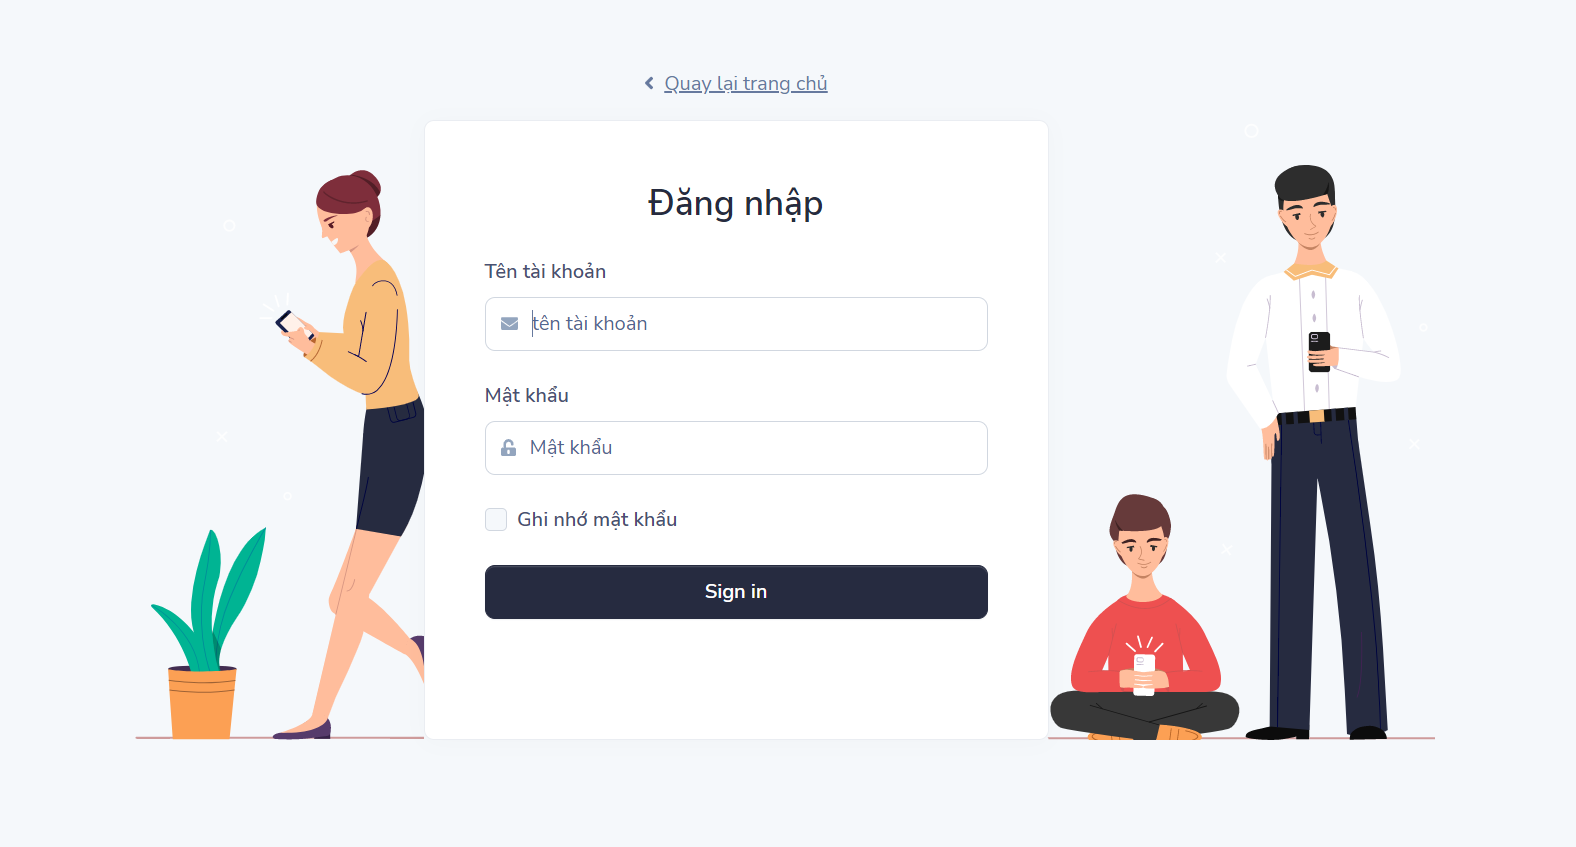 Quay lại trang chủ
Đăng nhập
Tên tài khoản
tên tài khoản
Mật khẩu
Mật khẩu
Ghi nhớ mật khẩu
Sign in